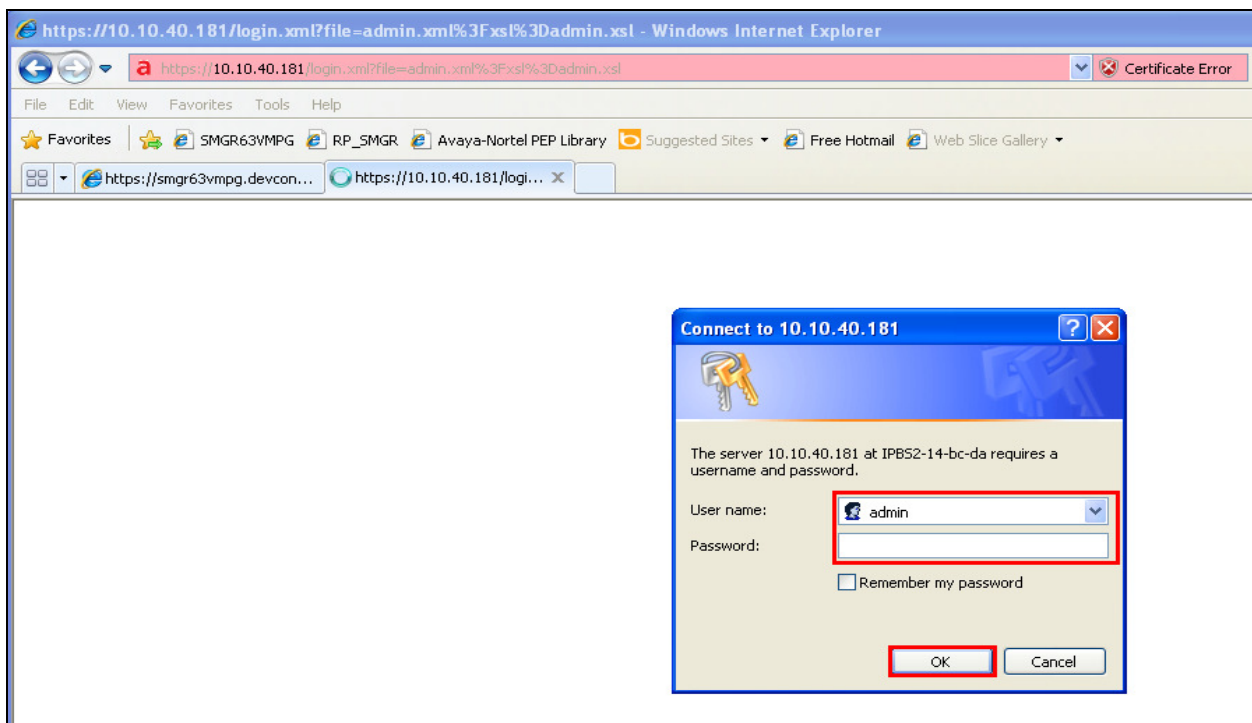 https://10.10.40.181/login.xml?file=admin.xml%3Fxsl%3Dadmin.xsl - Windows Internet Explorer
a https://10.10.40.181/login.xml?file=admin.xml%3Fxsl%3Dadmin.xsl Certificate Error
File Edit View Favorites Tools Help
Favorites SMGR63VMPG RP_SMGR Avaya-Nortel PEP Library Suggested Sites Free Hotmail Web Slice Gallery
https://smgr63vmpg.devcon... https://10.10.40.181/logi...
Connect to 10.10.40.181
The server 10.10.40.181 at IPBS2-14-bc-da requires a
username and password.
User name: admin
Password:
Remember my password
OK Cancel